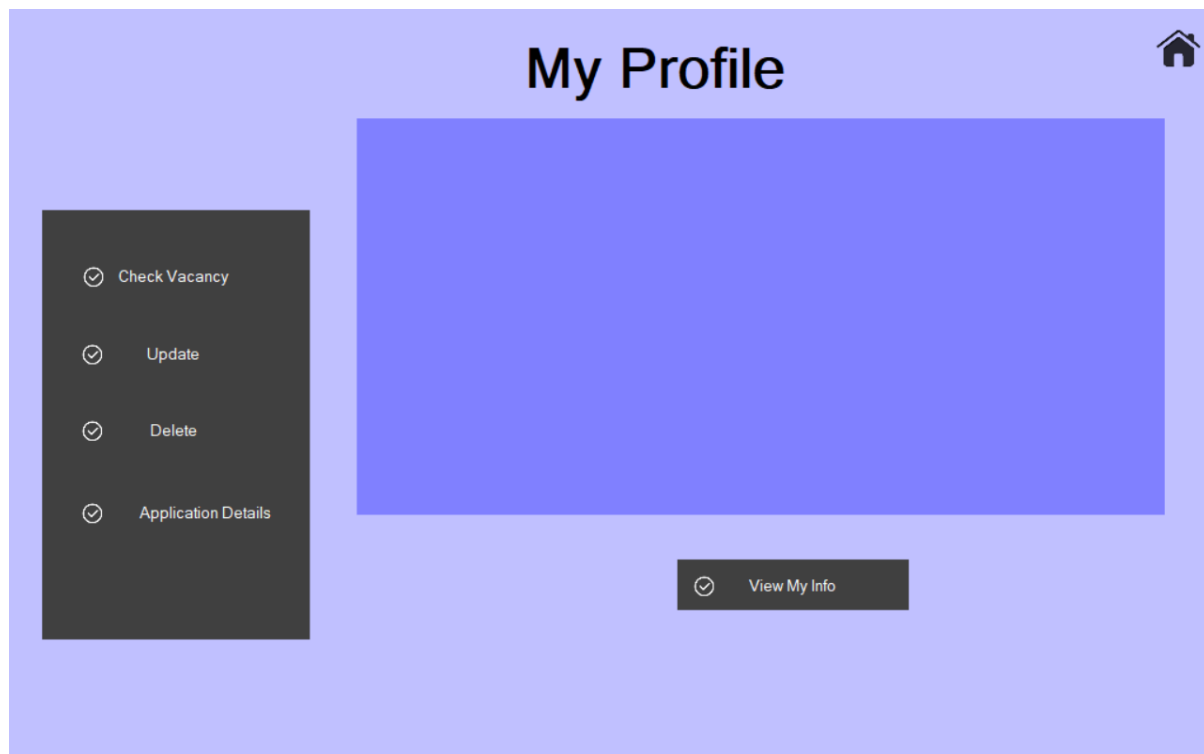 My Profile
Check Vacancy
Update
Delete
Application Details
View My Info